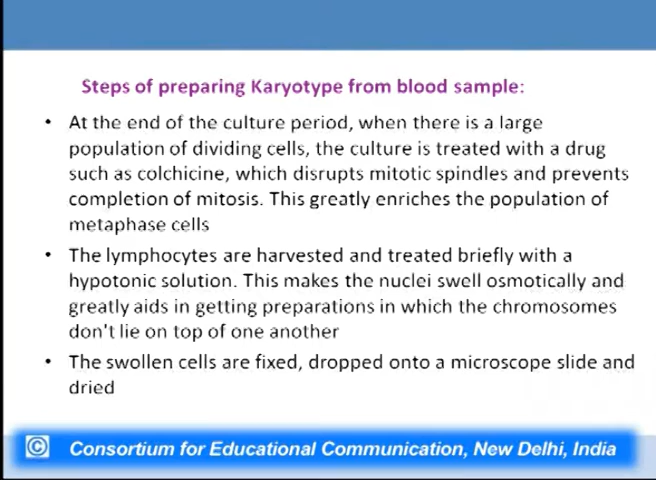 Steps of preparing Karyotype from blood sample:
• At the end of the culture period, when there is a large
population of dividing cells, the culture is treated with a drug
such as colchicine, which disrupts mitotic spindles and prevents
completion of mitosis. This greatly enriches the population of
metaphase cells
• The lymphocytes are harvested and treated briefly with a
hypotonic solution. This makes the nuclei swell osmotically and
greatly aids in getting preparations in which the chromosomes
don't lie on top of one another
• The swollen cells are fixed, dropped onto a microscope slide and
dried
© Consortium for Educational Communication, New Delhi, India